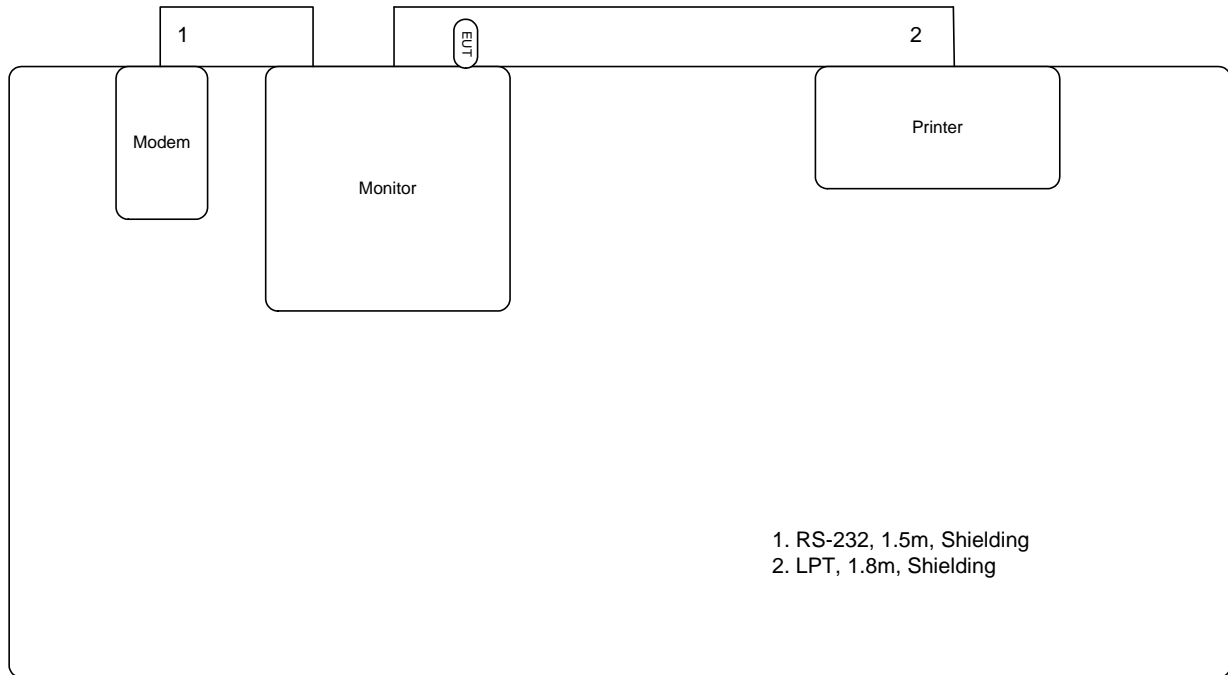 1
EUT
2
Modem
Monitor
Printer
1. RS-232, 1.5m, Shielding
2. LPT, 1.8m, Shielding